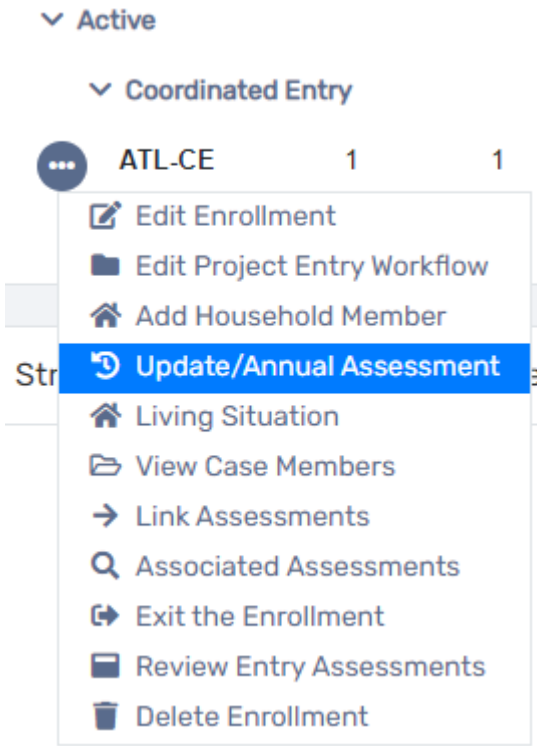 Active
Coordinated Entry
ATL-CE 1 1
Edit Enrollment
Edit Project Entry Workflow
Add Household Member
Str
Update/Annual Assessment
Living Situation
View Case Members
Link Assessments
Associated Assessments
Exit the Enrollment
Review Entry Assessments
Delete Enrollment